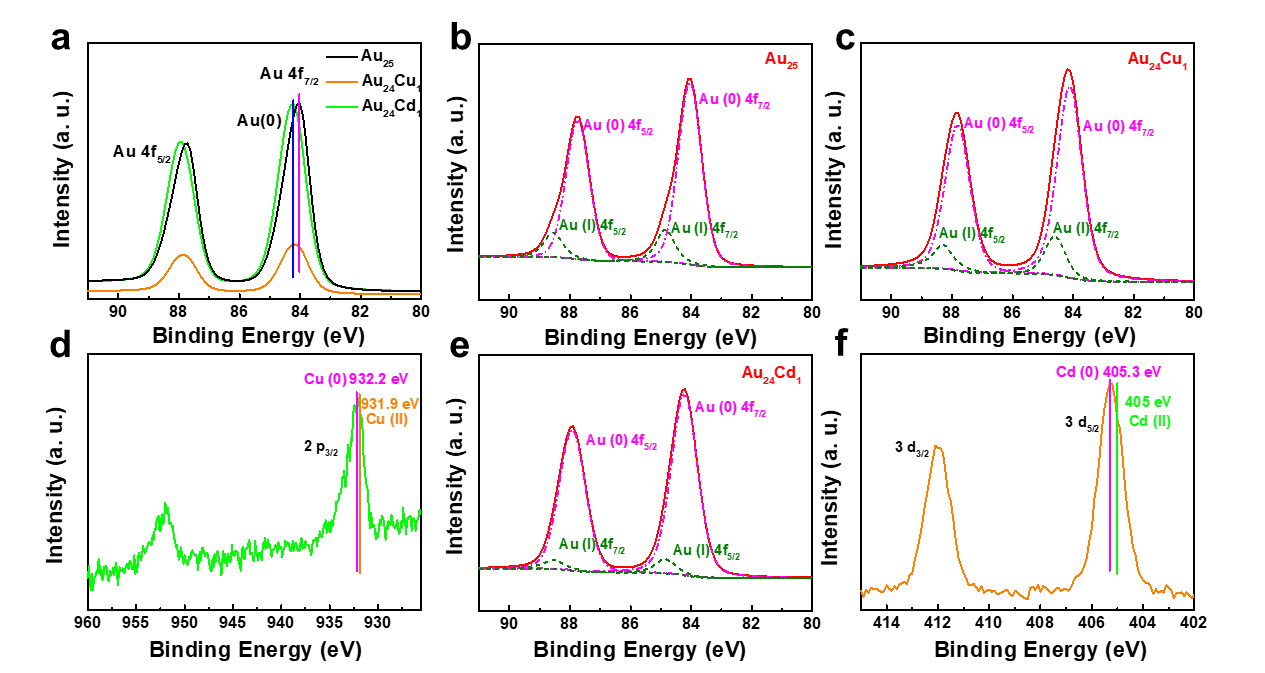 a
Au 4f5/2
Au(0)
Au 4f7/2
Au25
Au24Cu1
Au24Cd1
Intensity (a. u.)
90 88 86 84 82 80
Binding Energy (eV)
b
Au25
Au (0) 4f5/2
Au (0) 4f7/2
Au (I) 4f5/2
Au (I) 4f7/2
Intensity (a. u.)
90 88 86 84 82 80
Binding Energy (eV)
c
Au24Cu1
Au (0) 4f5/2
Au (0) 4f7/2
Au (I) 4f5/2
Au (I) 4f7/2
Intensity (a. u.)
90 88 86 84 82 80
Binding Energy (eV)
d
Cu (0) 932.2 eV
931.9 eV
Cu (II)
2 p3/2
Intensity (a. u.)
960 955 950 945 940 935 930
Binding Energy (eV)
e
Au24Cd1
Au (0) 4f5/2
Au (0) 4f7/2
Au (I) 4f7/2
Au (I) 4f5/2
Intensity (a. u.)
90 88 86 84 82 80
Binding Energy (eV)
f
Cd (0) 405.3 eV
405 eV
Cd (II)
3 d5/2
3 d3/2
Intensity (a. u.)
414 412 410 408 406 405 404 402
Binding Energy (eV)